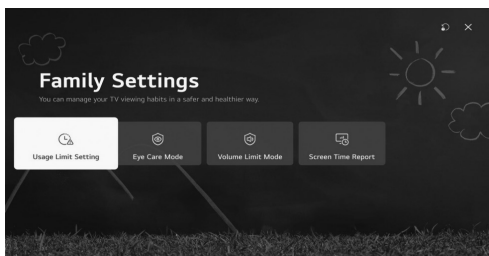 Family Settings
You can manage your TV viewing habits in a safer and healthier way.
Usage Limit Setting
Eye Care Mode
Volume Limit Mode
Screen Time Report